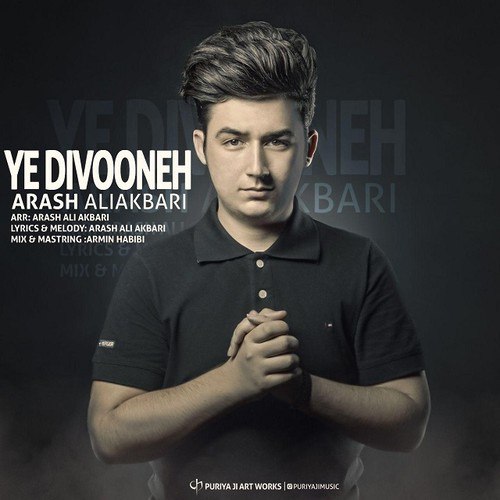 YE DIVOONEH
ARASH ALIAKBARI
ARR: ARASH ALI AKBARI
LYRICS & MELODY: ARASH ALI AKBARI
MIX & MASTRING :ARMIN HABIBI
PURIYA JI ART WORKS | @PURIYAJIMUSIC